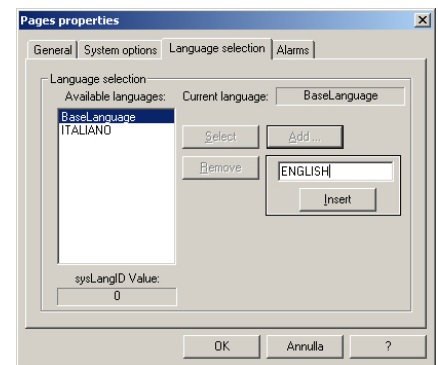 Pages properties
General System options Language selection Alarms
Language selection
Available languages: Current language: BaseLanguage
BaseLanguage
ITALIANO
Select Add ...
Remove ENGLISH
Insert
sysLangID Value:
0
OK Annulla ?